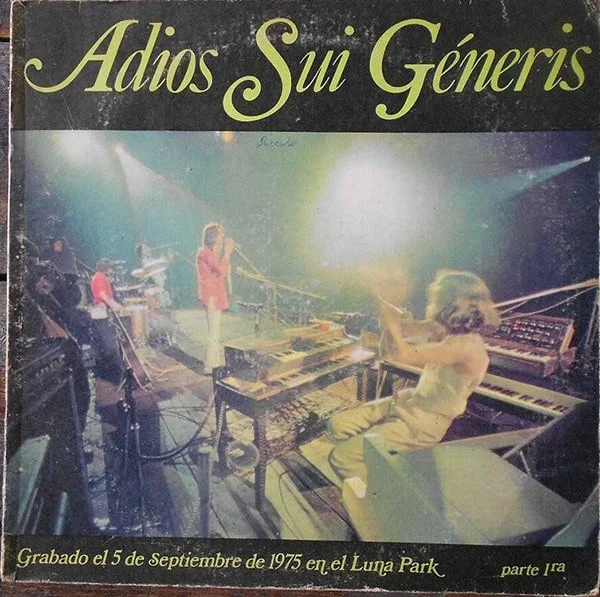 Adios Sui Géneris
Grabado el 5 de Septiembre de 1975 en el Luna Park
parte 1ra